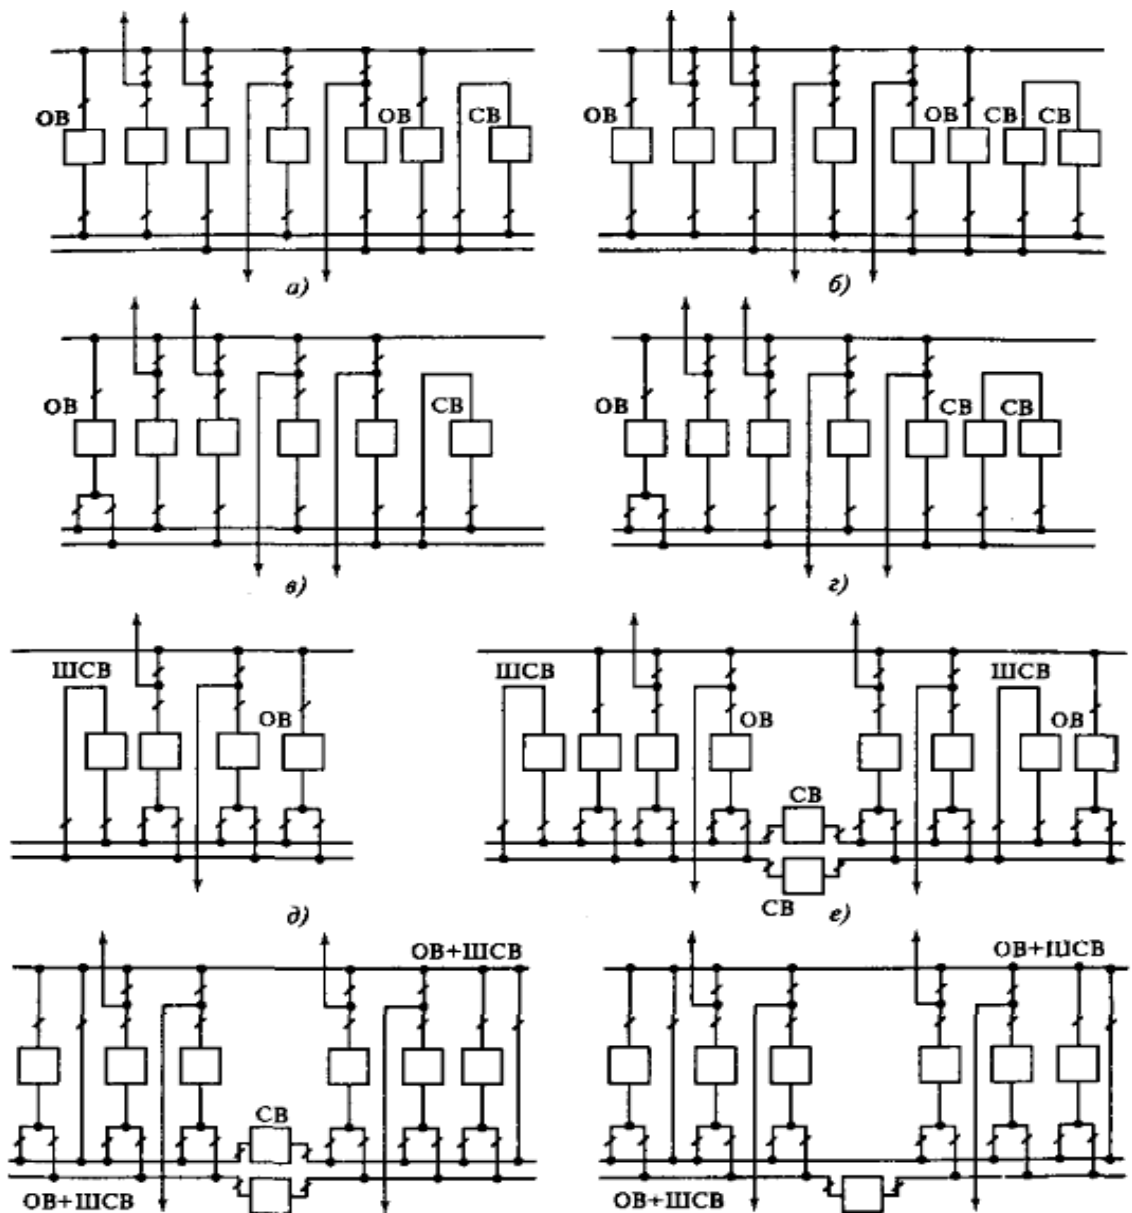 ОВ ОВ СВ
ОВ ОВ СВ СВ
а) б)
ОВ СВ
ОВ СВ СВ
в) г)
ШСВ ОВ
ШСВ ОВ ШСВ ОВ
СВ
СВ
д) е)
ОВ+ШСВ
ОВ+ШСВ
СВ
ОВ+ШСВ
ОВ+ШСВ